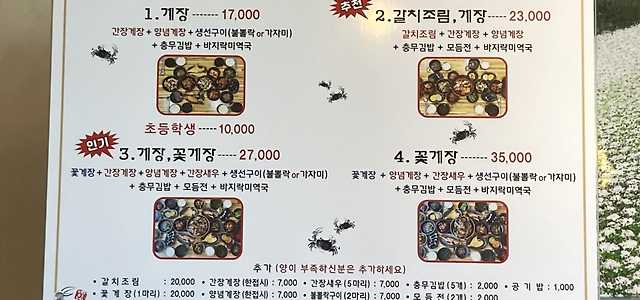 1. 게장 ----- 17,000
간장게장 + 양념게장 + 생선구이(불볼락 or 가자미)
+ 충무김밥 + 바지락미역국
초등학생 ----- 10,000
추천
2. 갈치조림, 게장 ----- 23,000
갈치조림 + 간장게장 + 양념게장
+ 충무김밥 + 모듬전 + 바지락미역국
인기
3. 게장, 꽃게장 ----- 27,000
꽃게장 + 간장게장 + 양념게장 + 간장새우 + 생선구이(불볼락 or 가자미)
+ 충무김밥 + 모듬전 + 바지락미역국
4. 꽃게장 ------ 35,000
꽃게장 + 양념게장 + 간장새우 + 생선구이(불볼락 or 가자미)
+ 충무김밥 + 모듬전 + 바지락미역국
추가 (양이 부족하신분은 추가하세요)
• 갈치조림 : 20,000 • 간장게장(한접시) : 7,000 • 간장새우(5마리) : 7,000 • 충무김밥(5개) : 2,000 • 공기밥 : 1,000
• 꽃게장(1마리) : 20,000 • 양념게장(한접시) : 7,000 • 불볼락구이(2마리) : 7,000 • 모듬전